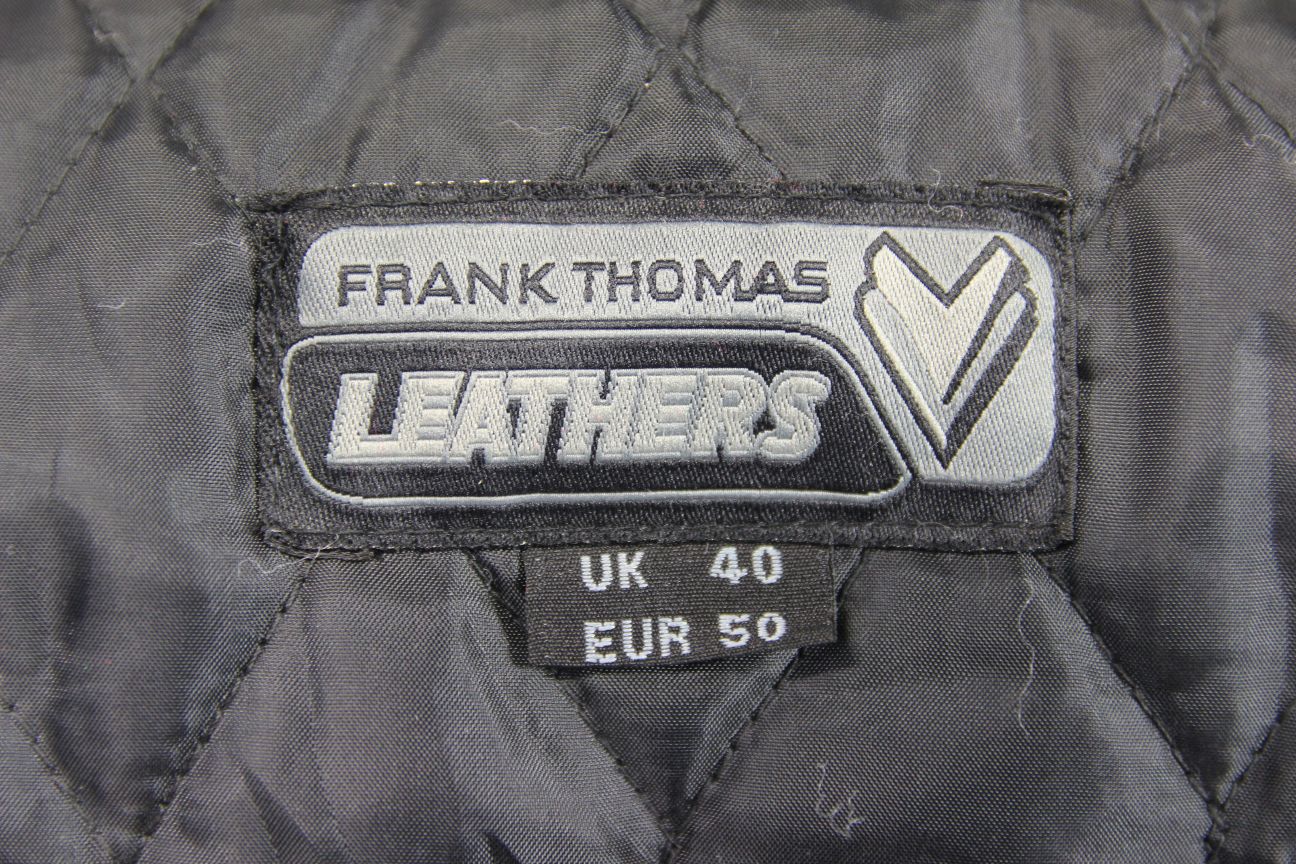 FRANK THOMAS
LEATHERS
UK 40
EUR 50